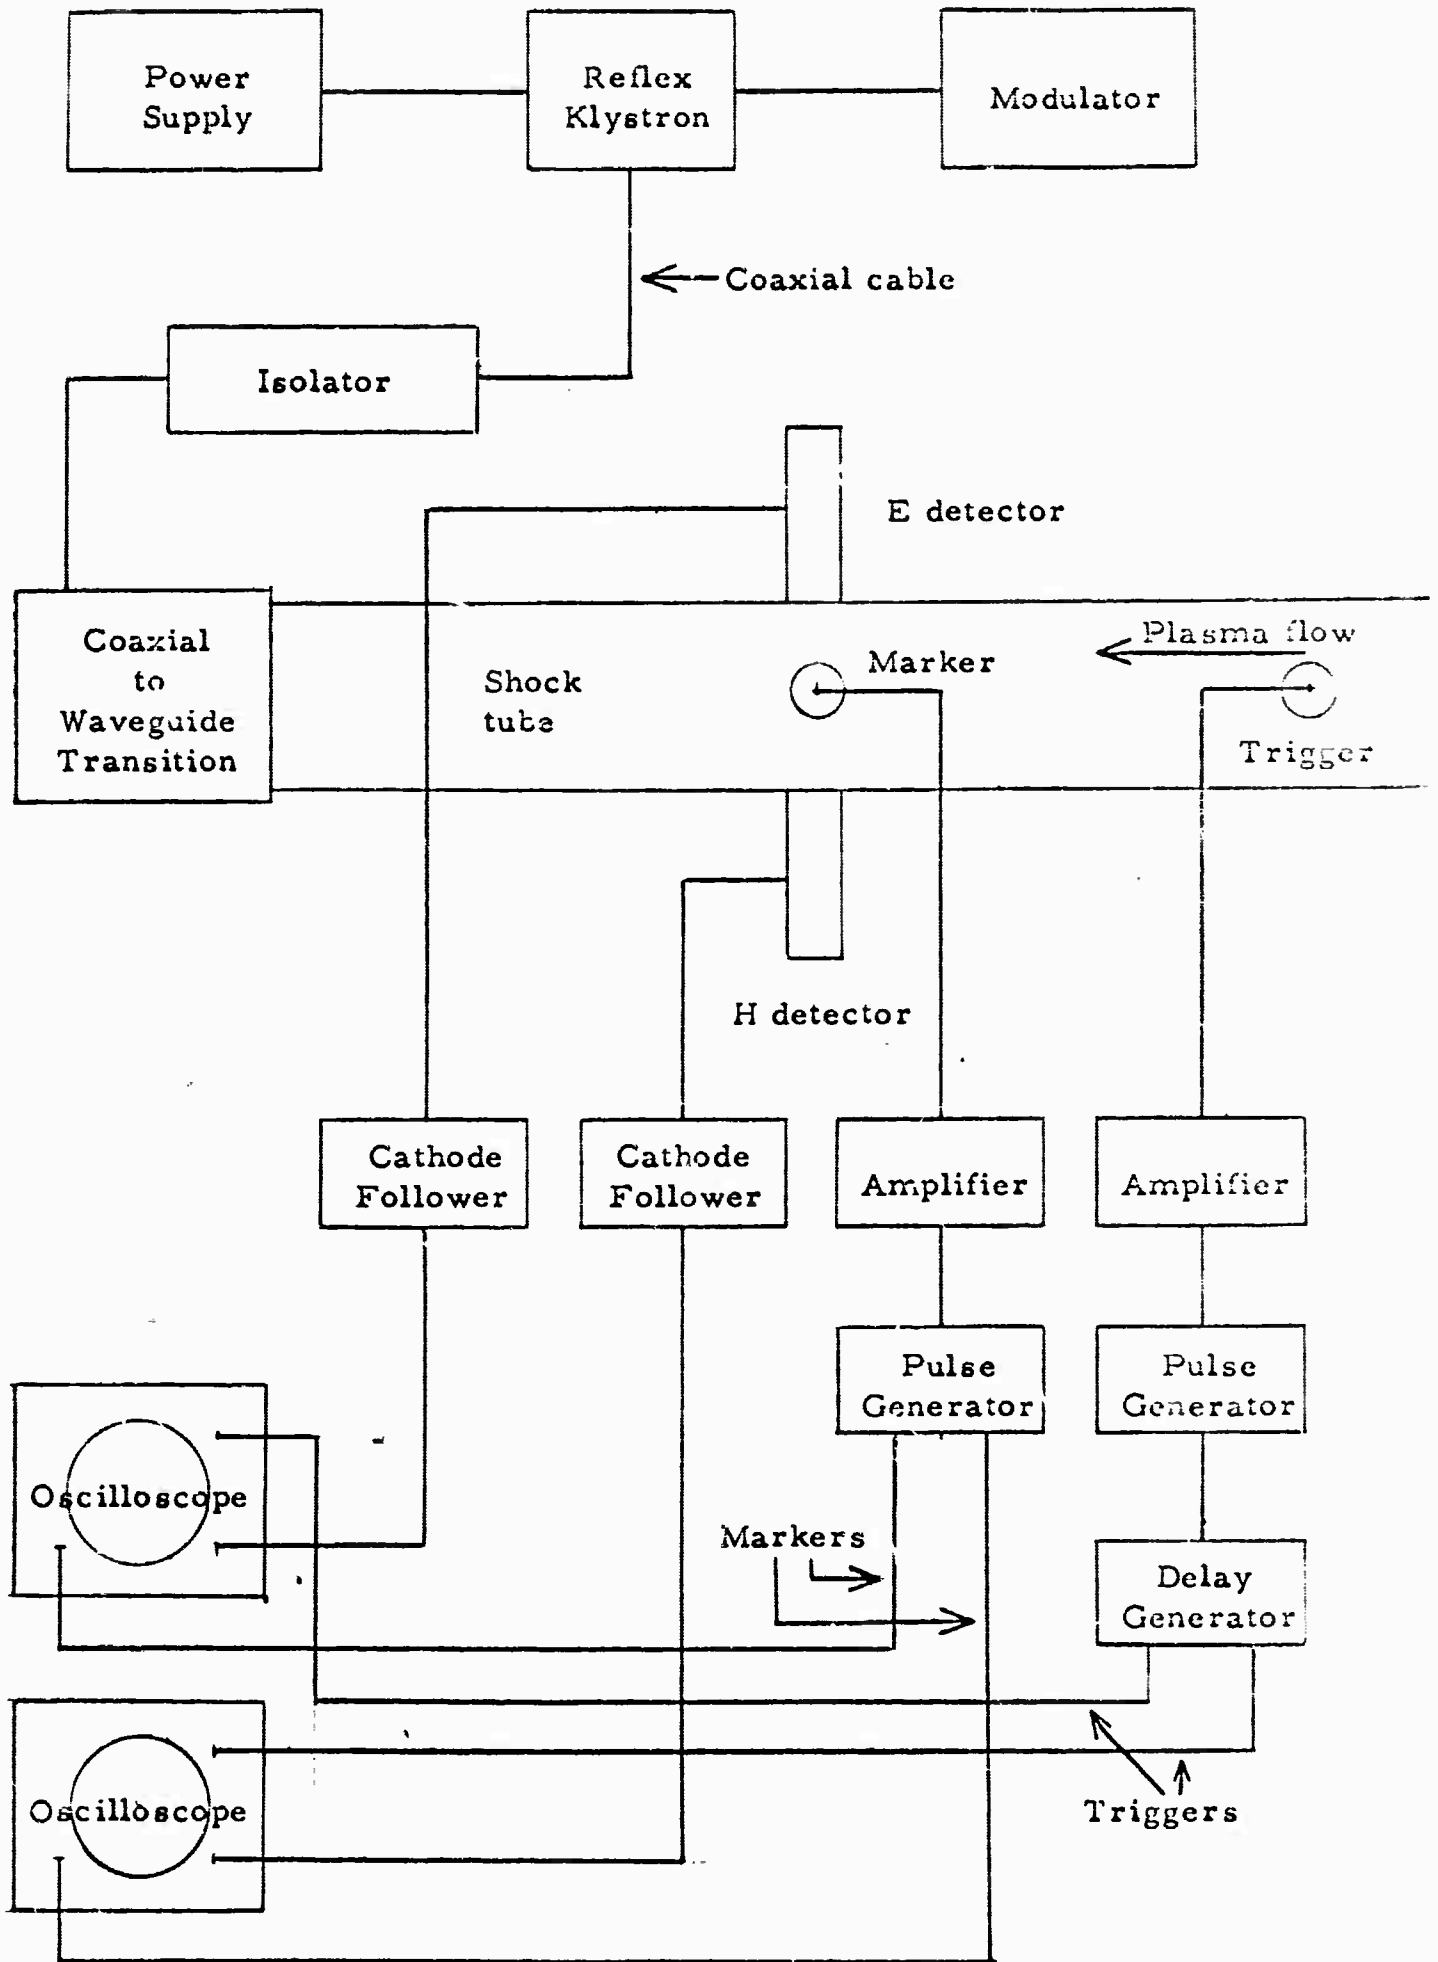 Power
Supply
Reflex
Klystron
Modulator
Coaxial cable
Isolator
E detector
Coaxial
to
Waveguide
Transition
Shock
tube
Marker
Plasma flow
Trigger
H detector
Cathode
Follower
Cathode
Follower
Amplifier
Amplifier
Pulse
Generator
Pulse
Generator
Oscilloscope
Markers
Delay
Generator
Oscilloscope
Triggers